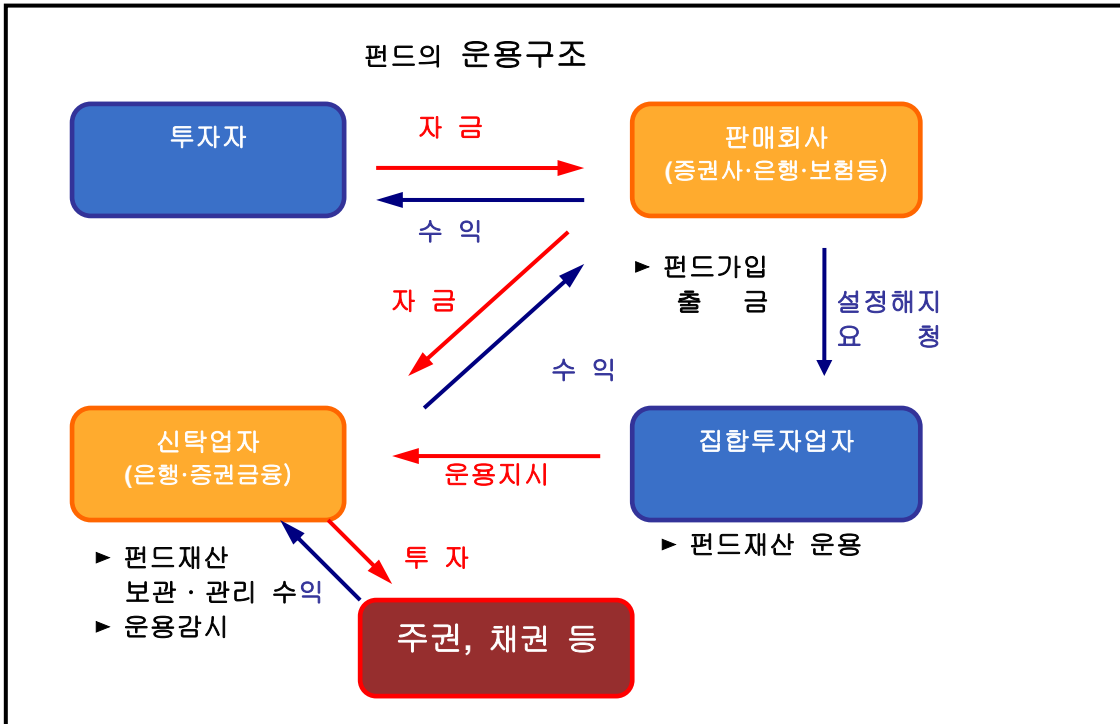 펀드의 운용구조
투자자
자 금
판매회사
(증권사·은행·보험등)
수 익
► 펀드가입
출 금
설정해지
요 청
자 금
수 익
신탁업자
(은행·증권금융)
운용지시
집합투자업자
► 펀드재산 운용
► 펀드재산
보관 · 관리 수익
► 운용감시
투 자
주권, 채권 등